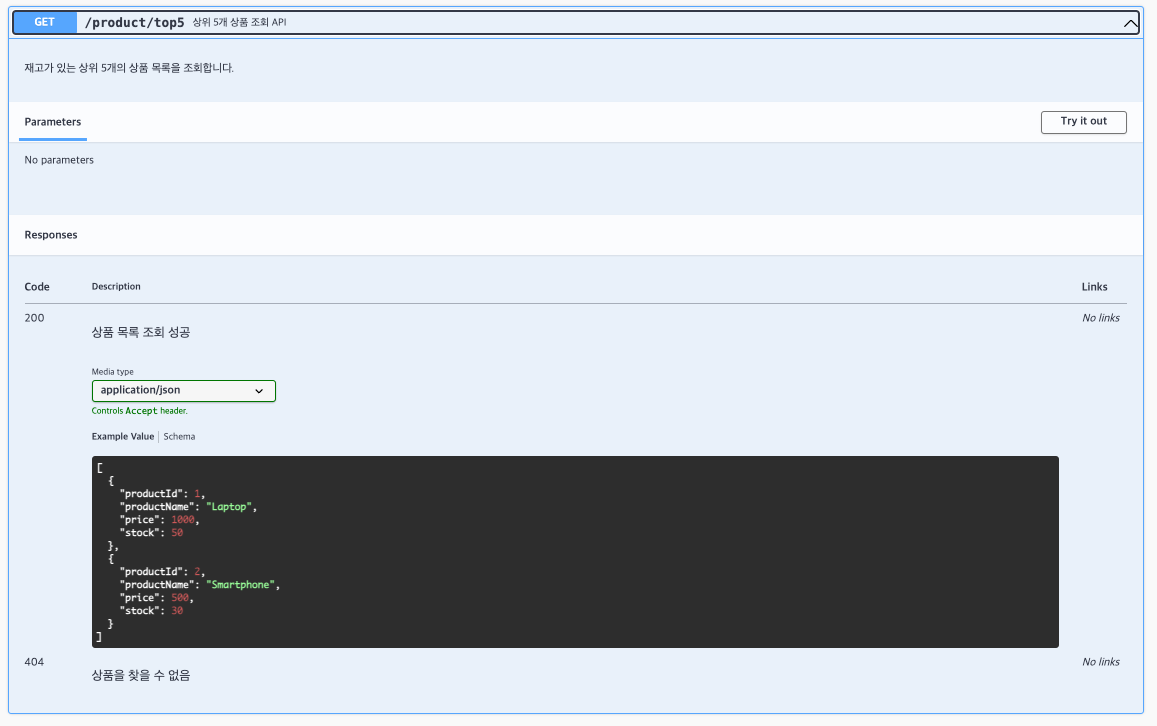 GET /product/top5 상위 5개 상품 조회 API
재고가 있는 상위 5개의 상품 목록을 조회합니다.
Parameters Try it out
No parameters
Responses
Code Description Links
200 상품 목록 조회 성공 No links
Media type
application/json
Controls Accept header.
Example Value Schema
[
  {
    "productId": 1,
    "productName": "Laptop",
    "price": 1000,
    "stock": 50
  },
  {
    "productId": 2,
    "productName": "Smartphone",
    "price": 500,
    "stock": 30
  }
]
404 상품을 찾을 수 없음 No links